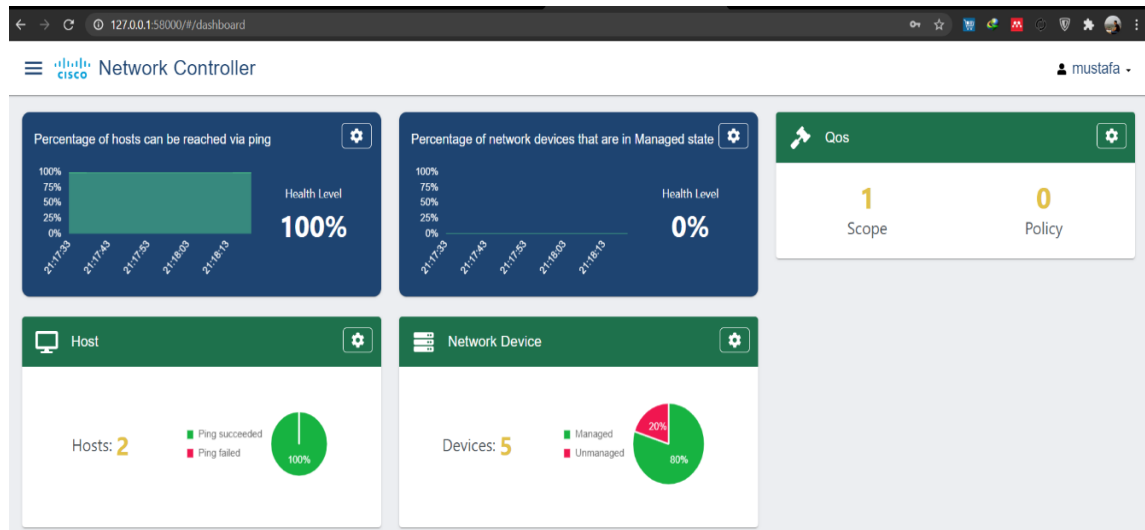 127.0.0.1:58000/#/dashboard
cisco Network Controller
mustafa
Percentage of hosts can be reached via ping
100%
75%
50%
25%
0%
21:17:33
21:17:43
21:17:53
21:18:03
21:18:13
Health Level
100%
Percentage of network devices that are in Managed state
100%
75%
50%
25%
0%
21:17:33
21:17:43
21:17:53
21:18:03
21:18:13
Health Level
0%
Qos
1
Scope
0
Policy
Host
Hosts: 2
Ping succeeded
Ping failed
100%
Network Device
Devices: 5
Managed
Unmanaged
20%
80%